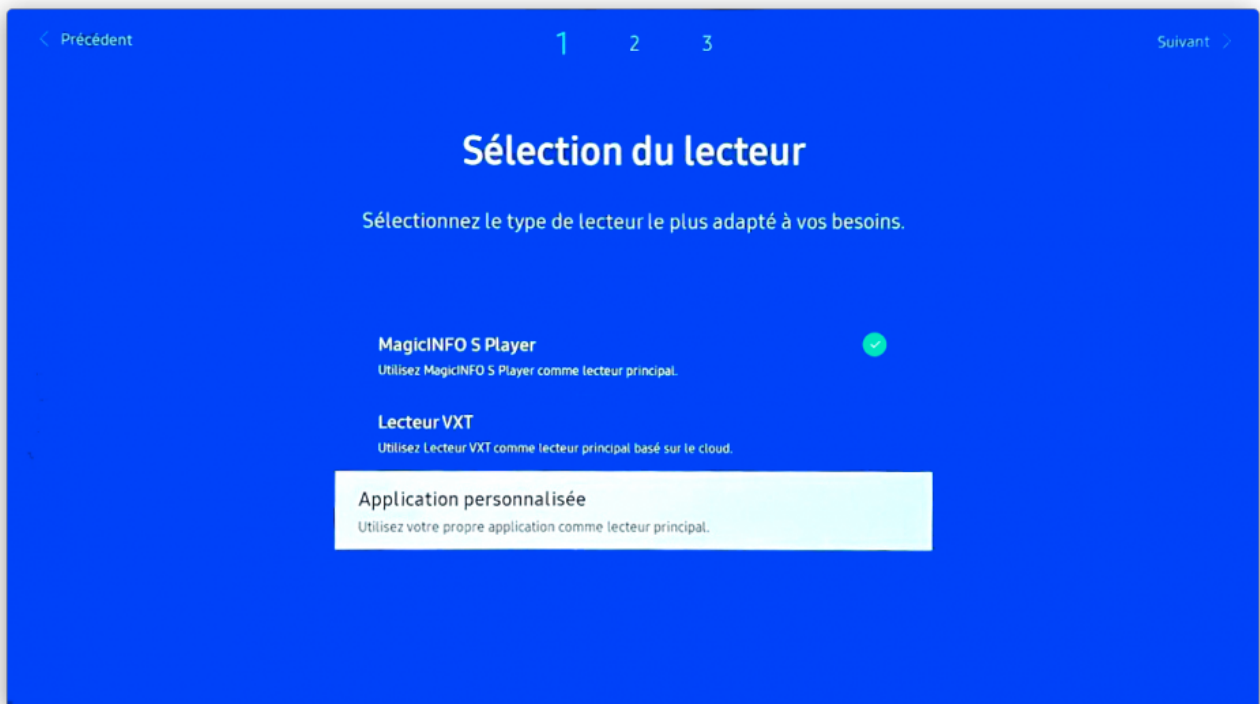 Précédent
1 2 3
Suivant
Sélection du lecteur
Sélectionnez le type de lecteur le plus adapté à vos besoins.
MagicINFO S Player
Utilisez MagicINFO S Player comme lecteur principal.
Lecteur VXT
Utilisez Lecteur VXT comme lecteur principal basé sur le cloud.
Application personnalisée
Utilisez votre propre application comme lecteur principal.